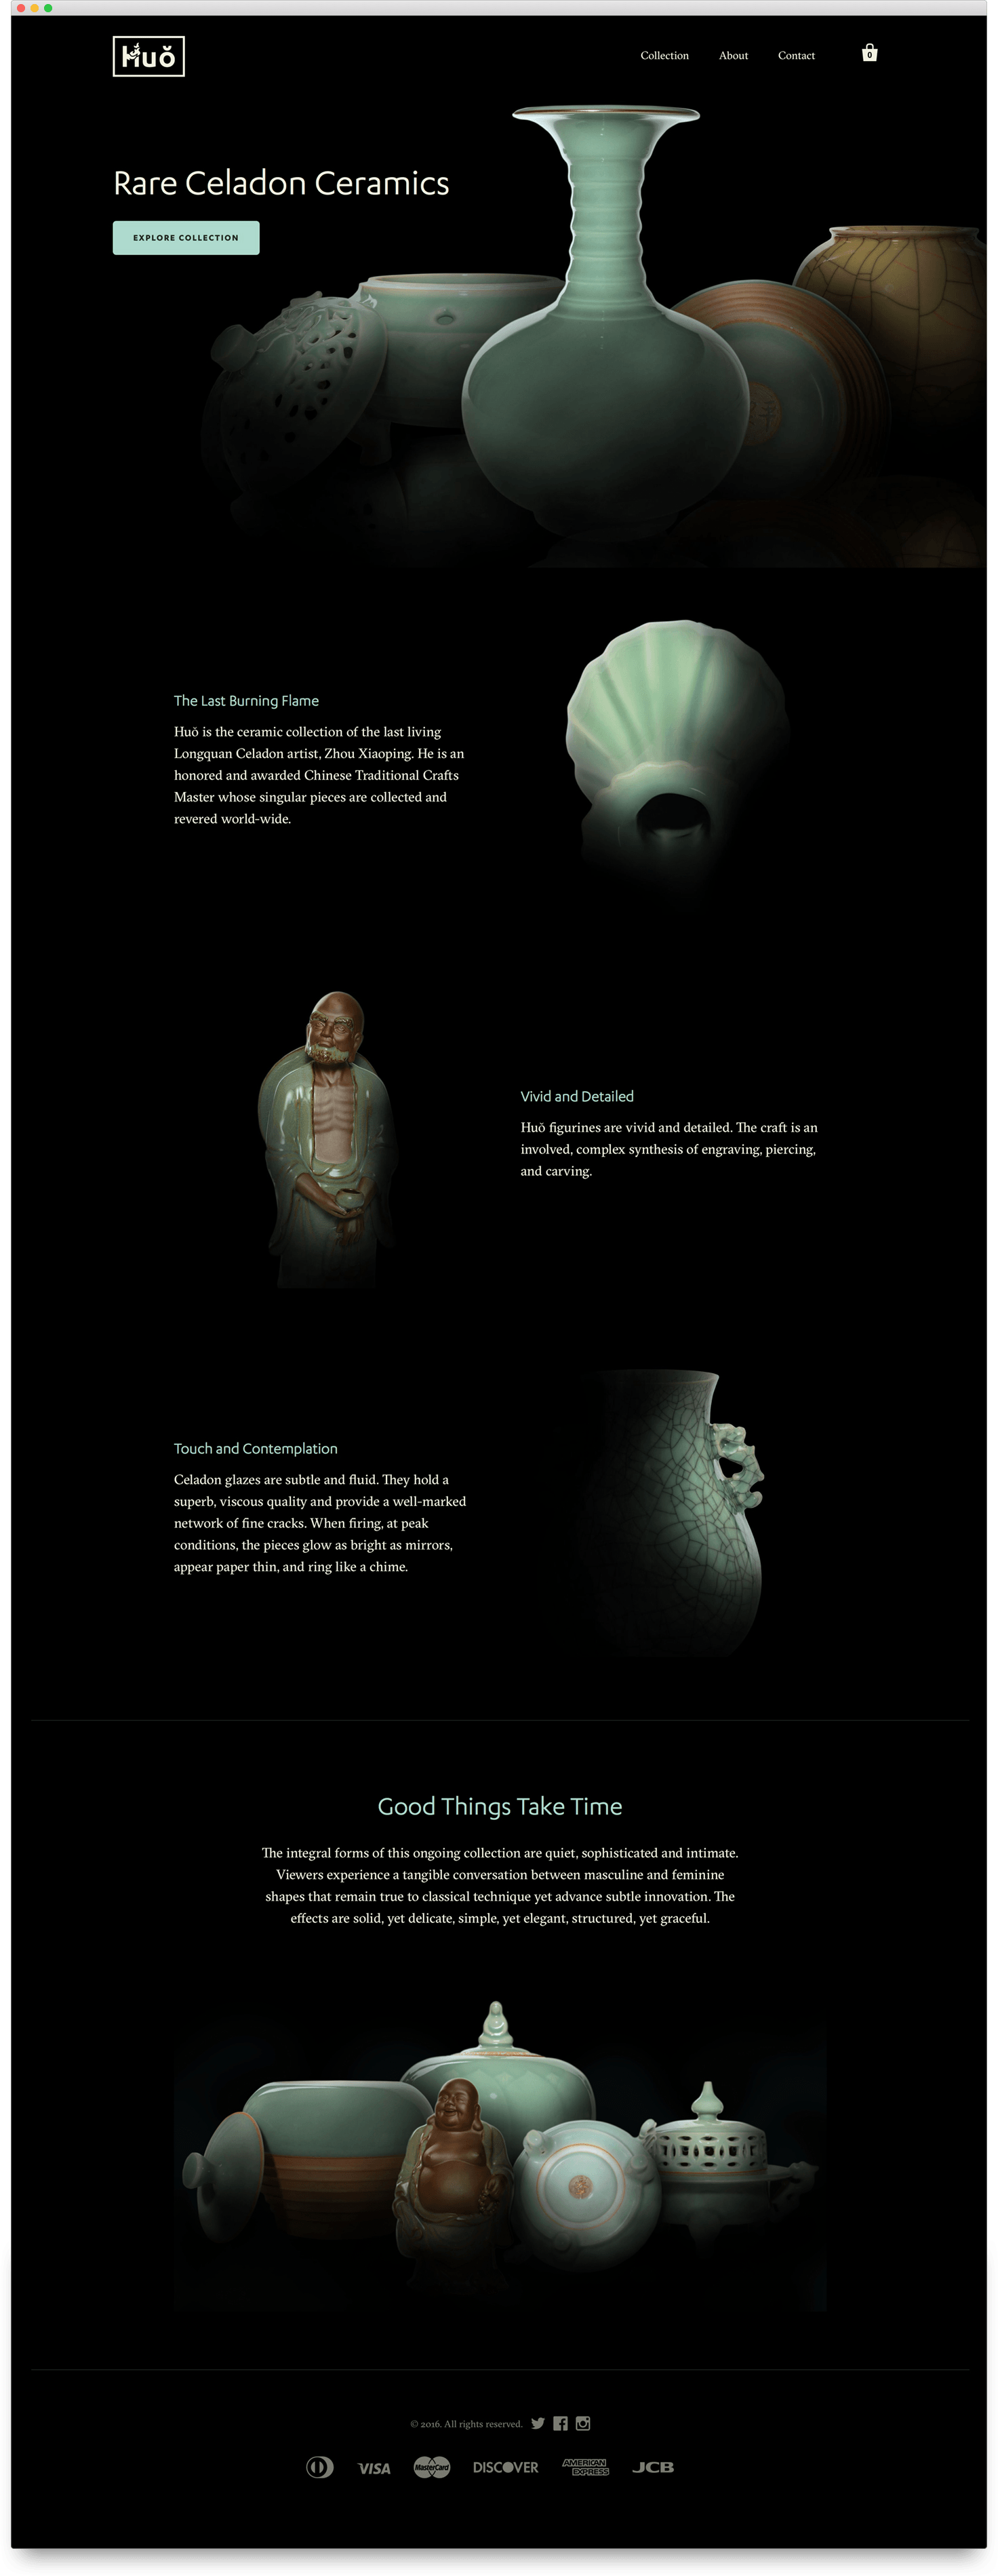 Huŏ
Collection
About
Contact
0
Rare Celadon Ceramics
EXPLORE COLLECTION
The Last Burning Flame
Huŏ is the ceramic collection of the last living
Longquan Celadon artist, Zhou Xiaoping. He is an
honored and awarded Chinese Traditional Crafts
Master whose singular pieces are collected and
revered world-wide.
Vivid and Detailed
Huŏ figurines are vivid and detailed. The craft is an
involved, complex synthesis of engraving, piercing,
and carving.
Touch and Contemplation
Celadon glazes are subtle and fluid. They hold a
superb, viscous quality and provide a well-marked
network of fine cracks. When firing, at peak
conditions, the pieces glow as bright as mirrors,
appear paper thin, and ring like a chime.
Good Things Take Time
The integral forms of this ongoing collection are quiet, sophisticated and intimate.
Viewers experience a tangible conversation between masculine and feminine
shapes that remain true to classical technique yet advance subtle innovation. The
effects are solid, yet delicate, simple, yet elegant, structured, yet graceful.
© 2016. All rights reserved.
VISA
MasterCard
DISCOVER
AMERICAN
EXPRESS
JCB